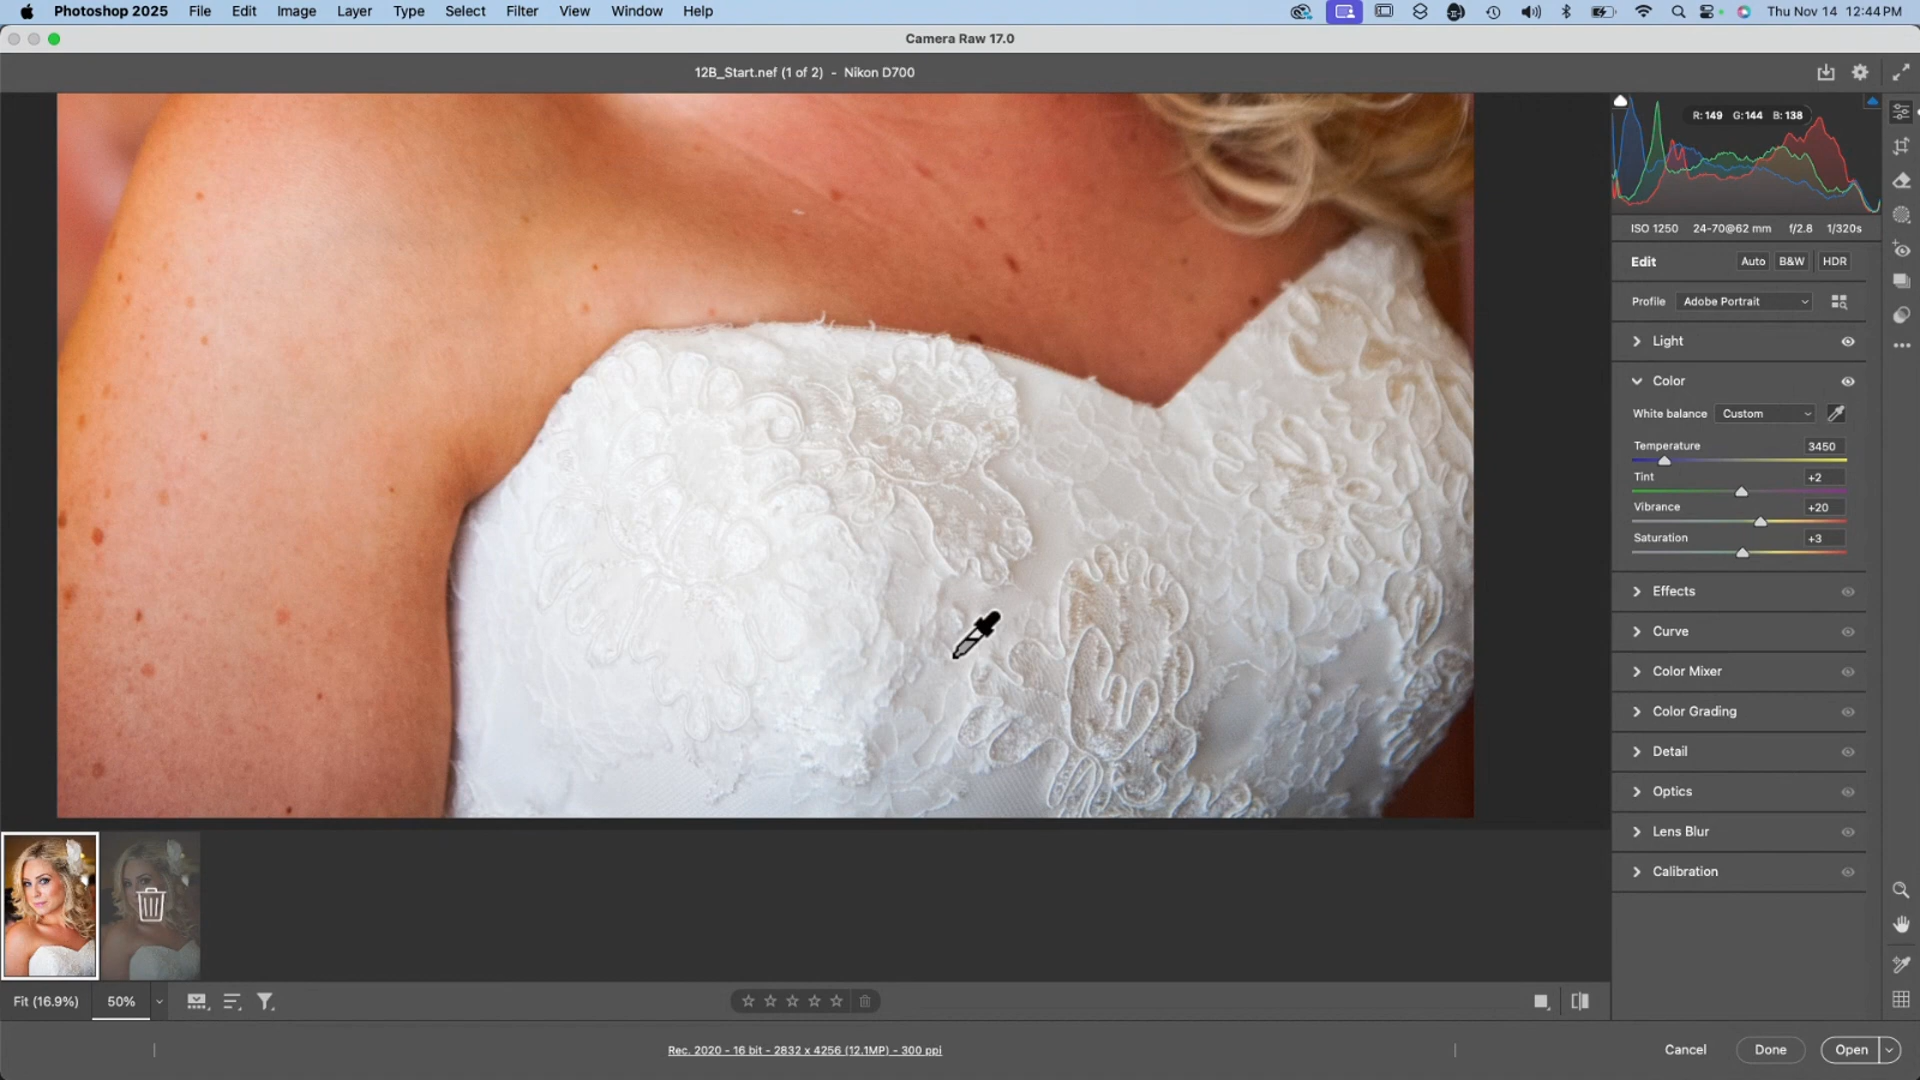 Photoshop 2025 File Edit Image Layer Type Select Filter View Window Help Thu Nov 14 12:44 PM
Camera Raw 17.0
12B_Start.nef (1 of 2) - Nikon D700
R: 149 G: 144 B: 138
ISO 1250 24-70@62 mm f/2.8 1/320s
Edit Auto B&W HDR
Profile Adobe Portrait
Light
Color
White balance Custom
Temperature 3450
Tint +2
Vibrance +20
Saturation +3
Effects
Curve
Color Mixer
Color Grading
Detail
Optics
Lens Blur
Calibration
Fit (16.9%) 50%
Rec. 2020 - 16 bit - 2832 x 4256 (12.1MP) - 300 ppi
Cancel Done Open